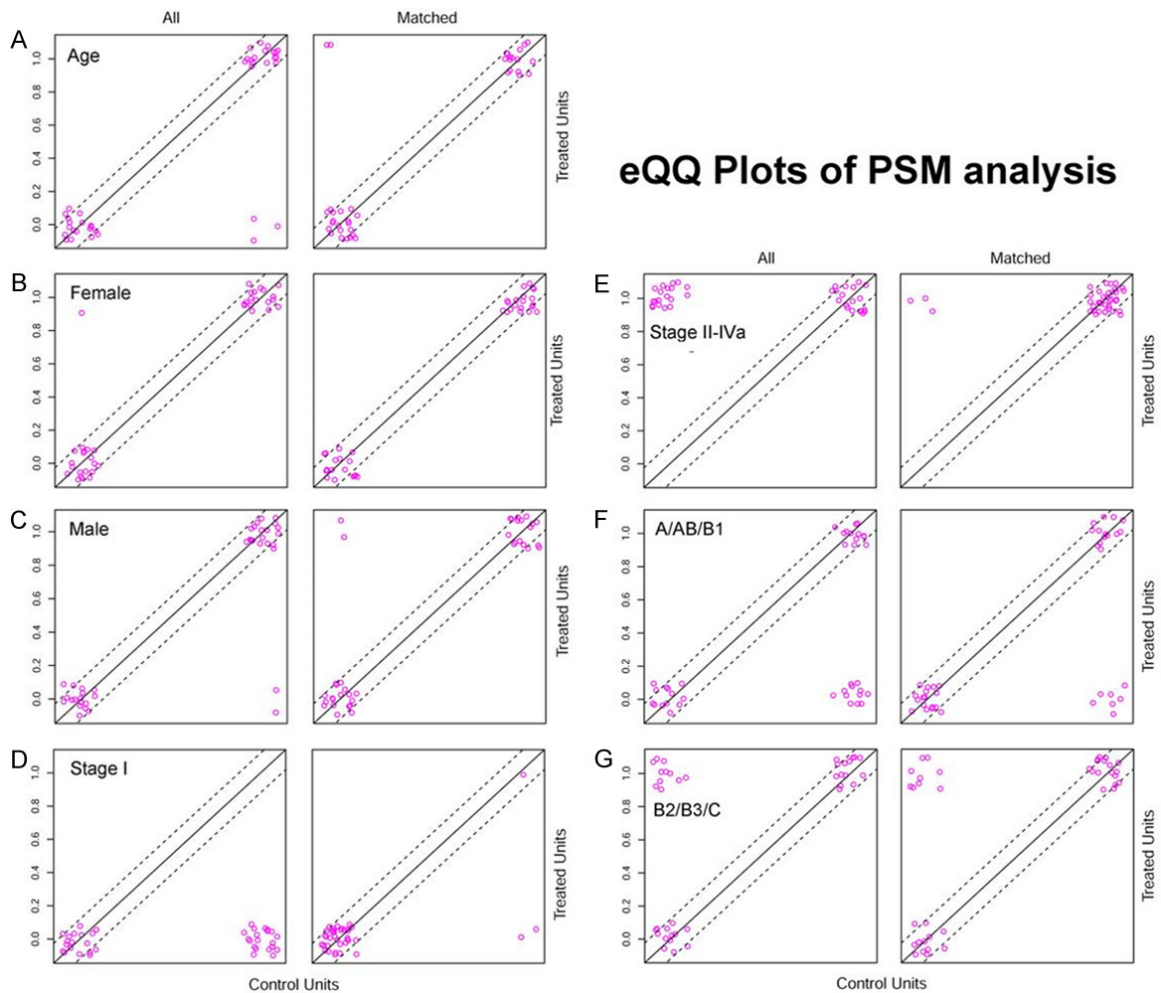 All Matched
A
Age
1.0
0.8
0.6
0.4
0.2
0.0
Treated Units
eQQ Plots of PSM analysis
B
Female
1.0
0.8
0.6
0.4
0.2
0.0
Treated Units
C
Male
1.0
0.8
0.6
0.4
0.2
0.0
Treated Units
D
Stage I
1.0
0.8
0.6
0.4
0.2
0.0
Treated Units
Control Units
All Matched
E
Stage II-IVa
-
1.0
0.8
0.6
0.4
0.2
0.0
Treated Units
F
A/AB/B1
1.0
0.8
0.6
0.4
0.2
0.0
Treated Units
G
B2/B3/C
1.0
0.8
0.6
0.4
0.2
0.0
Treated Units
Control Units